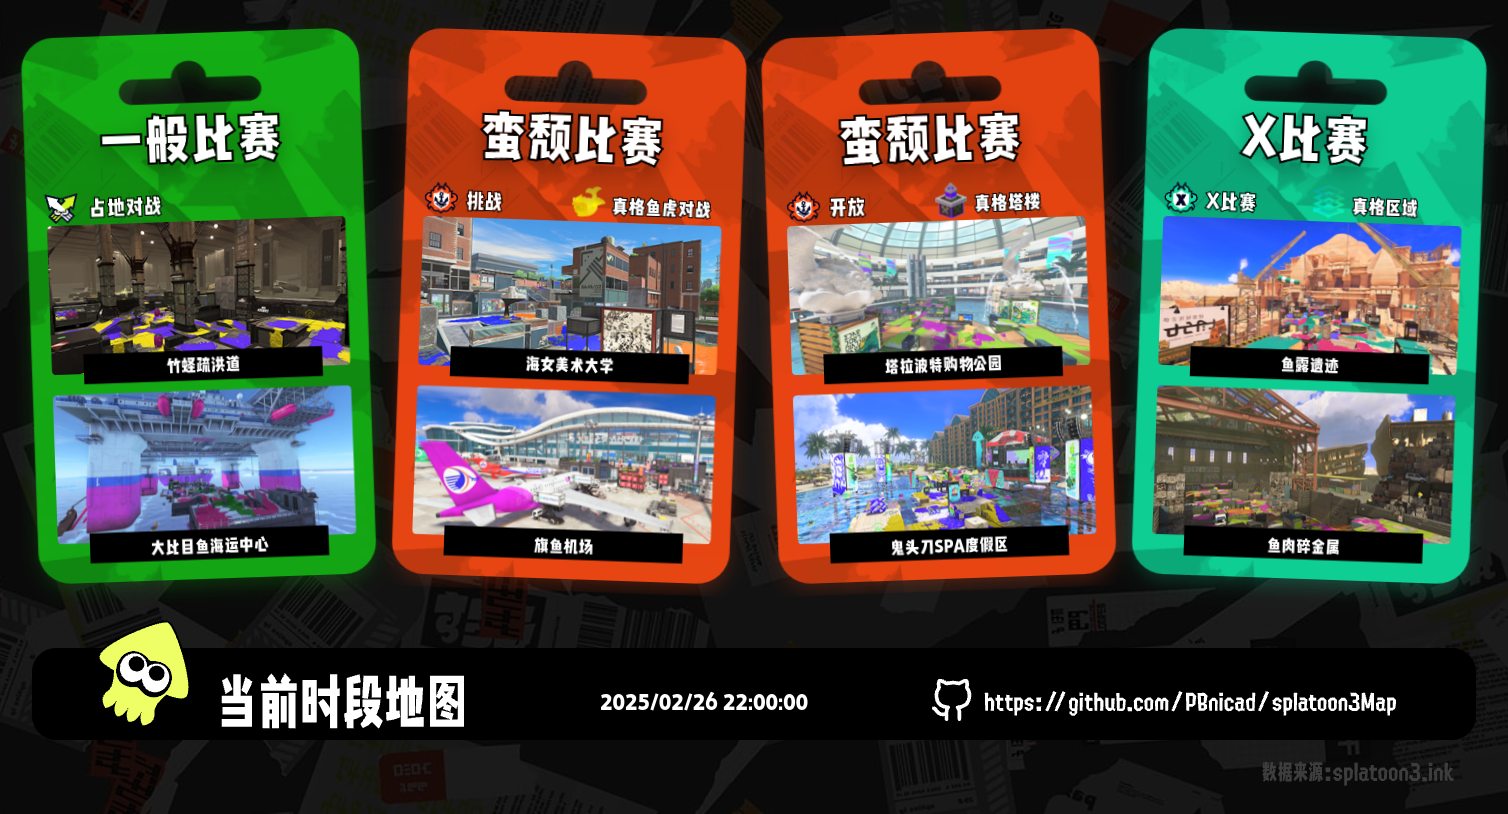 一般比赛
占地对战
竹蛏疏洪道
大比目鱼海运中心
蛮颓比赛
挑战
真格鱼虎对战
海女美术大学
旗鱼机场
蛮颓比赛
开放
真格塔楼
塔拉波特购物公园
鬼头刀SPA度假区
X比赛
X比赛
真格区域
鱼露遗迹
鱼肉碎金属
当前时段地图
2025/02/26 22:00:00
https://github.com/PBnicad/splatoon3Map
数据来源:splatoon3.ink